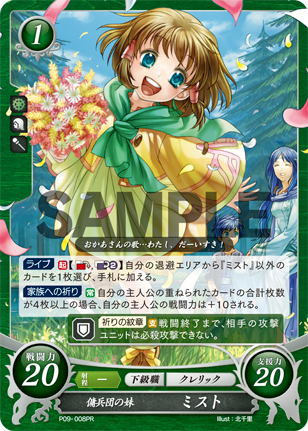 1
SAMPLE
おかあさんの歌…わたし、だーいすき!
ライブ 起 【 、 2】自分の退避エリアから『ミスト』以外の
カードを1枚選び、手札に加える。
家族への祈り 常 自分の主人公の重ねられたカードの合計枚数
が4枚以上の場合、自分の主人公の戦闘力は+10される。
祈りの紋章 防 戦闘終了まで、相手の攻撃
ユニットは必殺攻撃できない。
戦闘力
20
射程 一
下級職
クレリック
支援力
20
傭兵団の妹
ミスト
P09-008PR
Illust:北千里